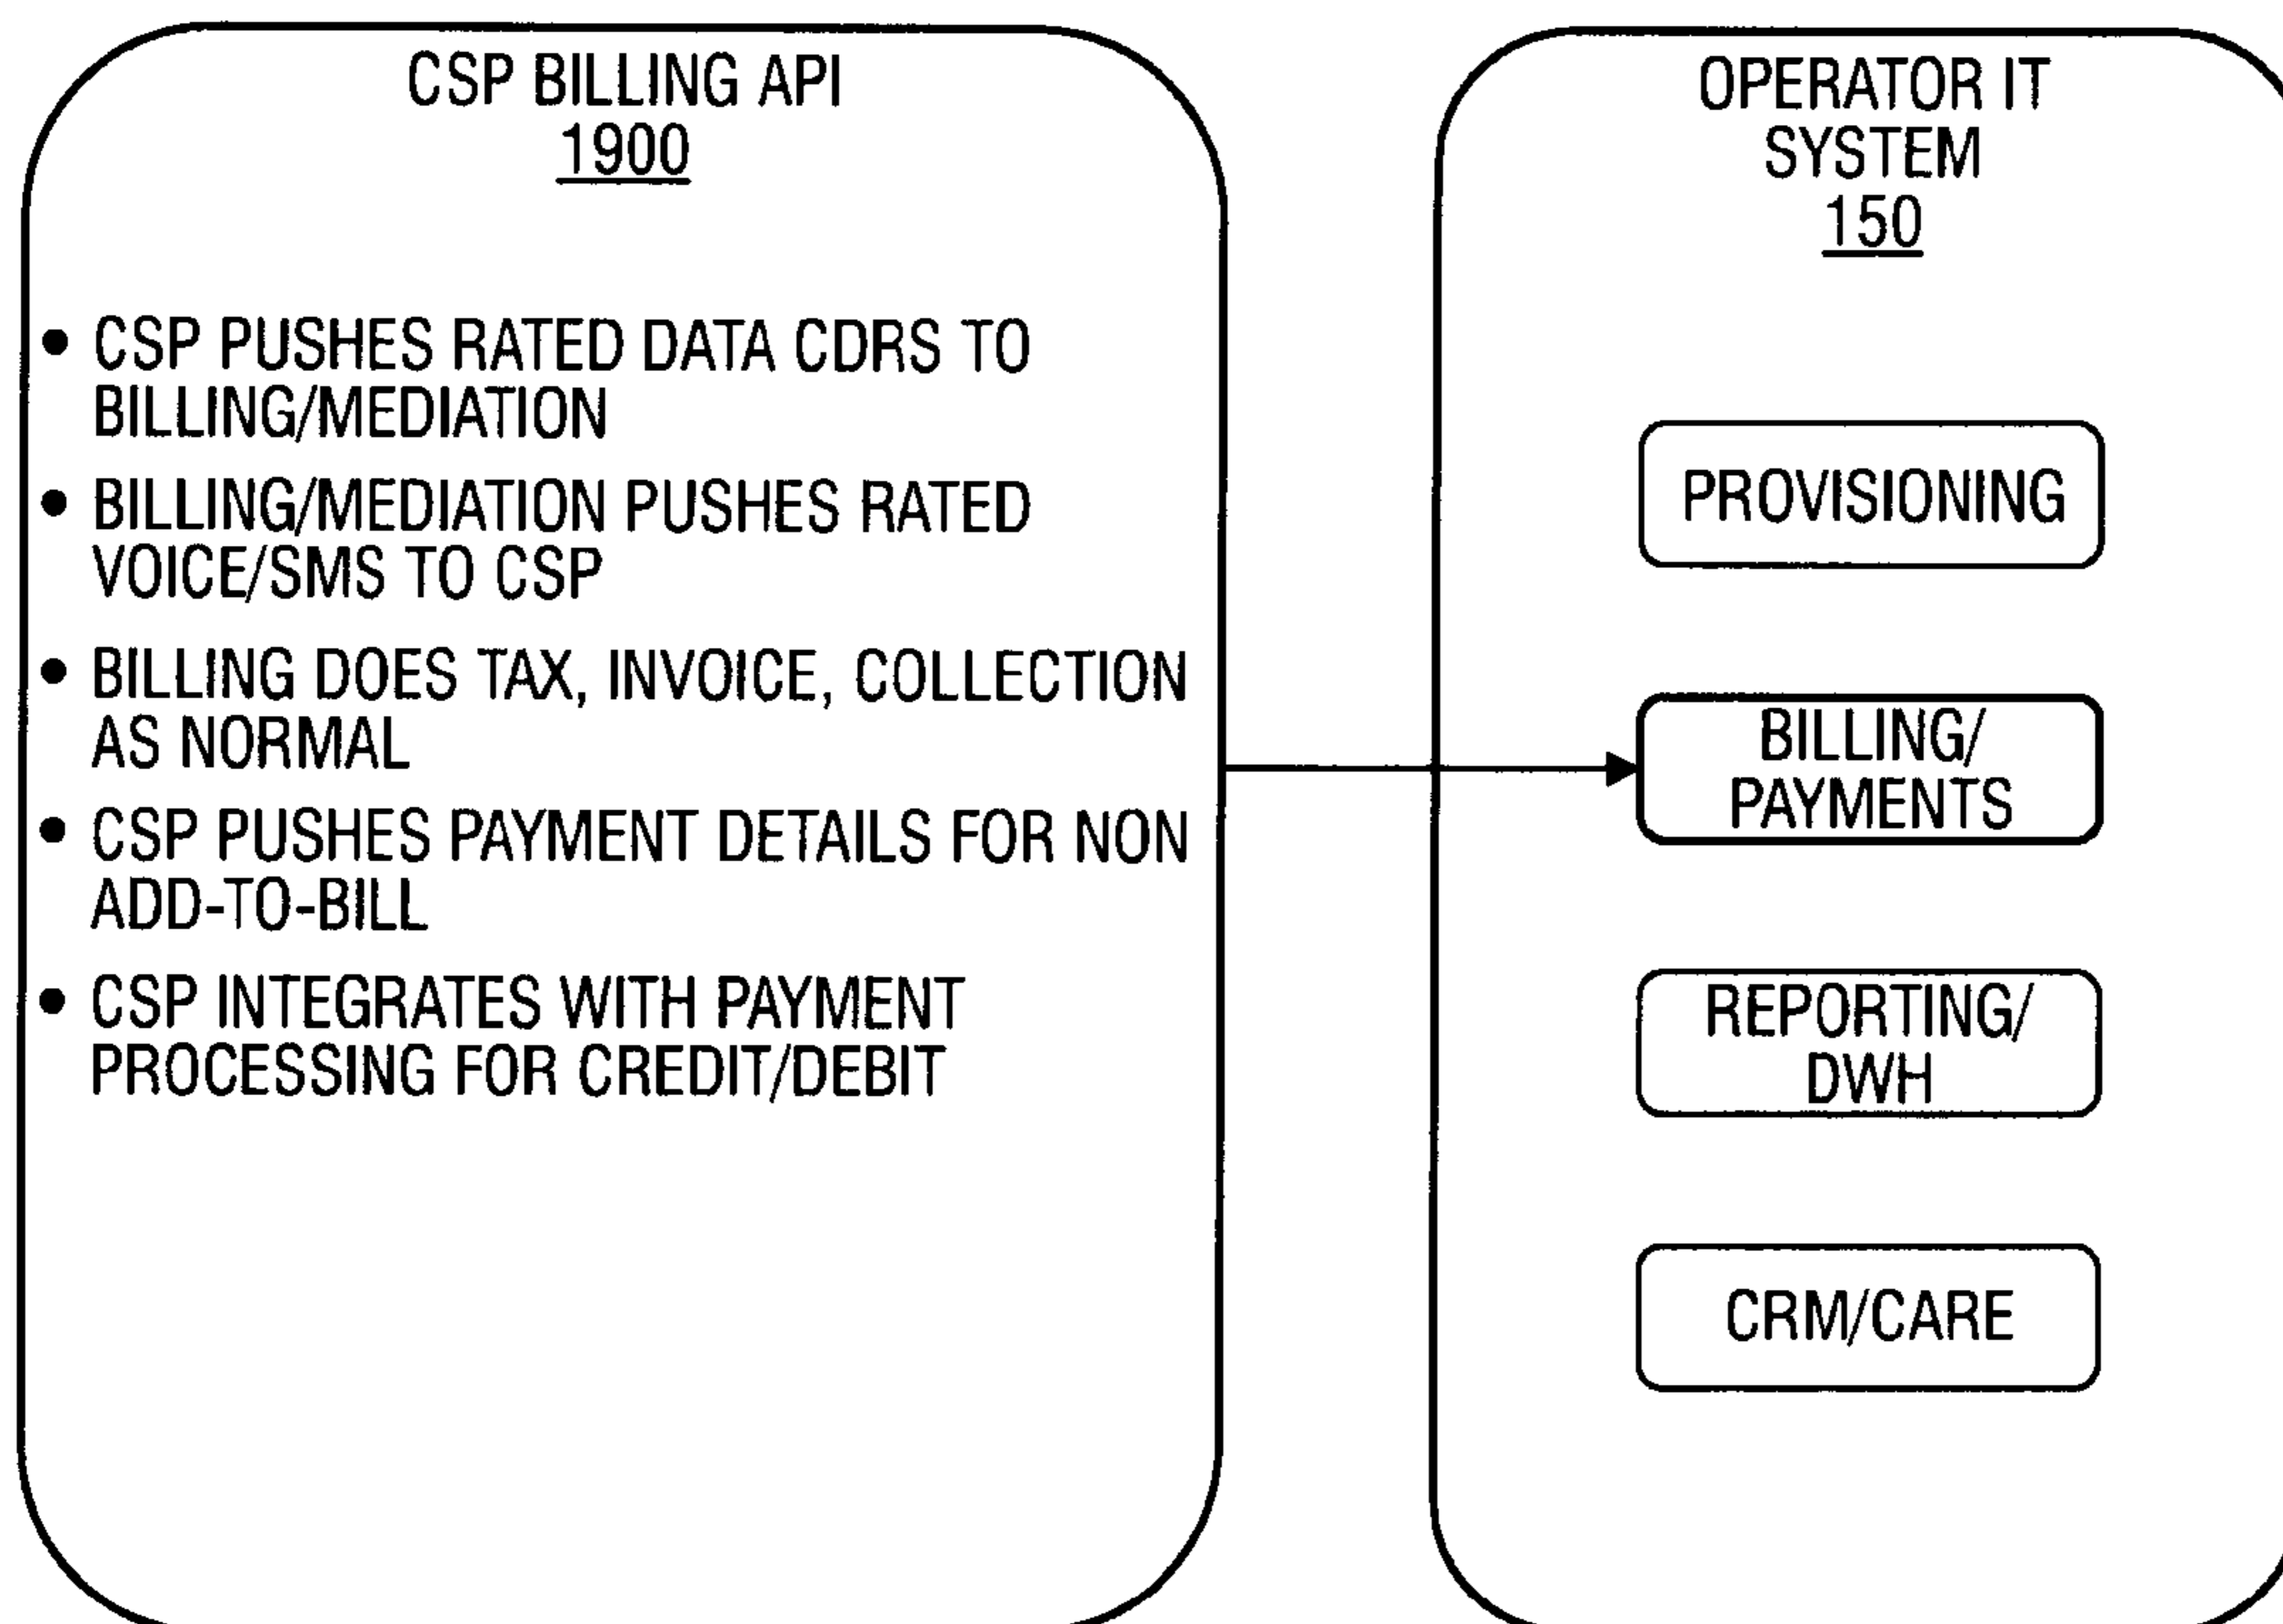 CSP BILLING API
1900
• CSP PUSHES RATED DATA CDRS TO
BILLING/MEDIATION
• BILLING/MEDIATION PUSHES RATED
VOICE/SMS TO CSP
• BILLING DOES TAX, INVOICE, COLLECTION
AS NORMAL
• CSP PUSHES PAYMENT DETAILS FOR NON
ADD-TO-BILL
• CSP INTEGRATES WITH PAYMENT
PROCESSING FOR CREDIT/DEBIT
OPERATOR IT
SYSTEM
150
PROVISIONING
BILLING/
PAYMENTS
REPORTING/
DWH
CRM/CARE